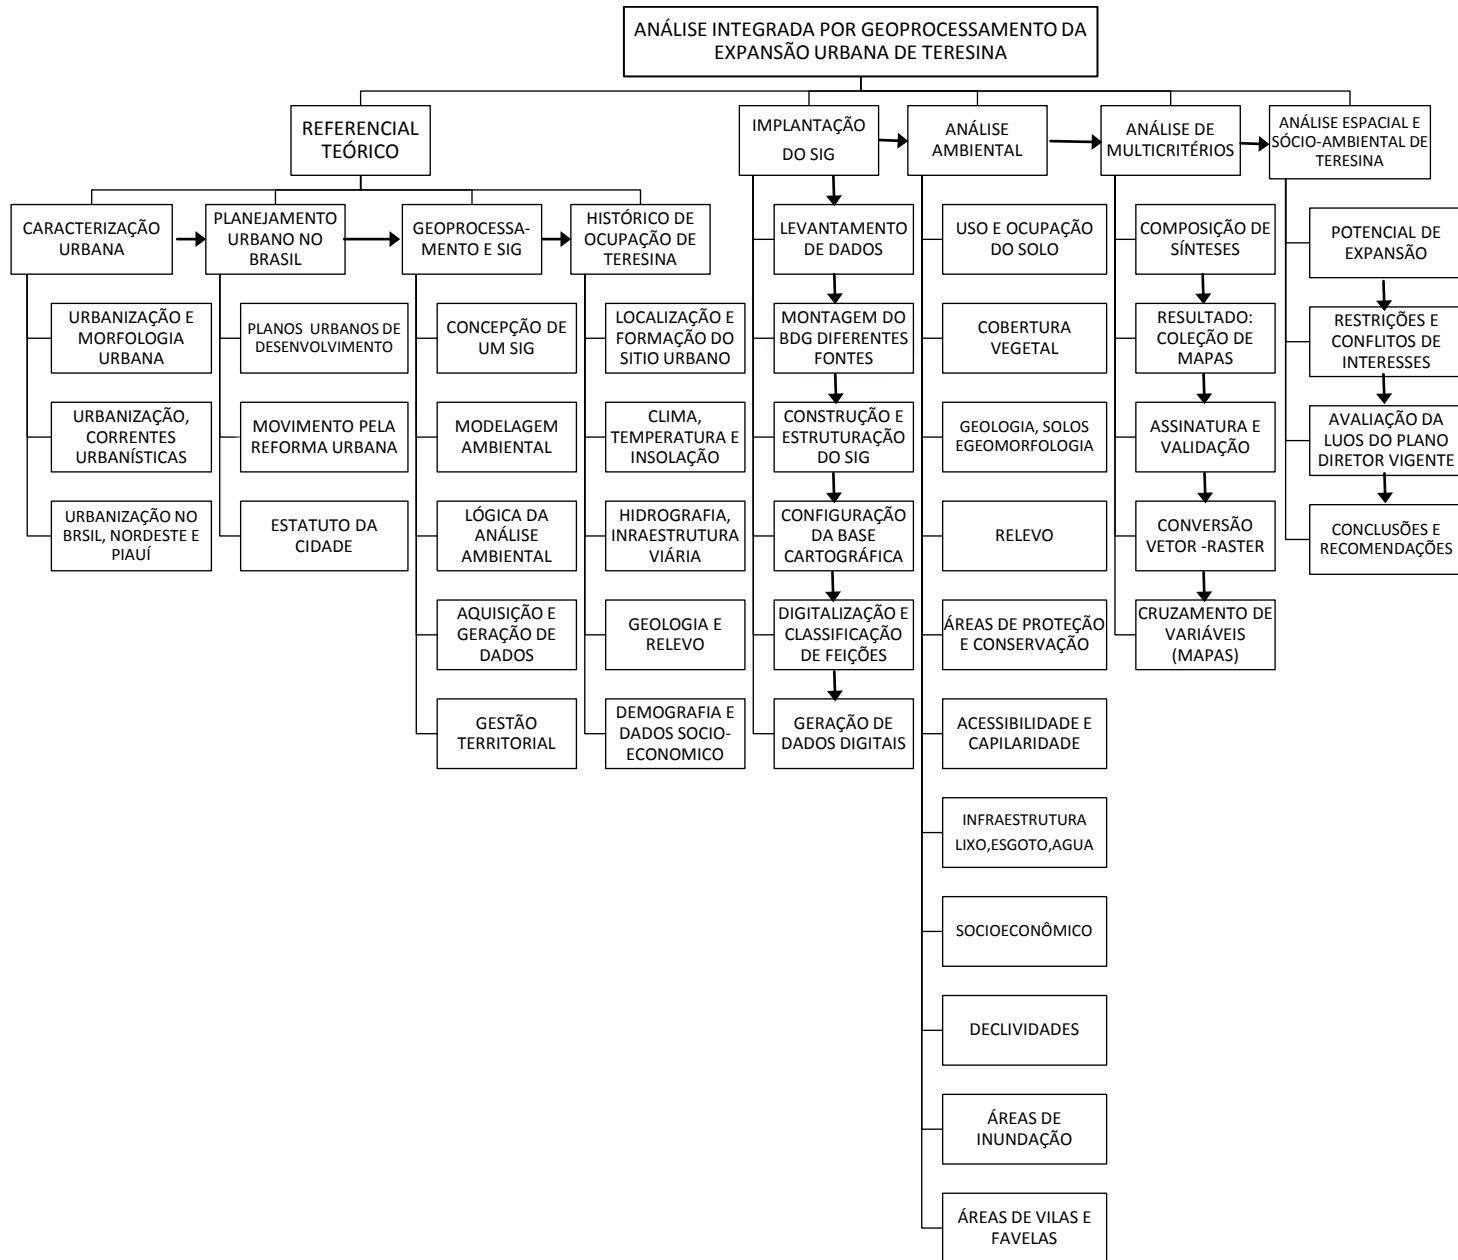 ANÁLISE INTEGRADA POR GEOPROCESSAMENTO DA
EXPANSÃO URBANA DE TERESINA
REFERENCIAL
TEÓRICO
IMPLANTAÇÃO
DO SIG
ANÁLISE
AMBIENTAL
ANÁLISE DE
MULTICRITÉRIOS
ANÁLISE ESPACIAL E
SÓCIO-AMBIENTAL DE
TERESINA
CARACTERIZAÇÃO
URBANA
PLANEJAMENTO
URBANO NO
BRASIL
GEOPROCESSA-
MENTO E SIG
HISTÓRICO DE
OCUPAÇÃO DE
TERESINA
URBANIZAÇÃO E
MORFOLOGIA
URBANA
URBANIZAÇÃO,
CORRENTES
URBANÍSTICAS
URBANIZAÇÃO NO
BRSIL, NORDESTE E
PIAUÍ
PLANOS URBANOS DE
DESENVOLVIMENTO
MOVIMENTO PELA
REFORMA URBANA
ESTATUTO DA
CIDADE
CONCEPÇÃO DE
UM SIG
MODELAGEM
AMBIENTAL
LÓGICA DA
ANÁLISE
AMBIENTAL
AQUISIÇÃO E
GERAÇÃO DE
DADOS
GESTÃO
TERRITORIAL
LOCALIZAÇÃO E
FORMAÇÃO DO
SITIO URBANO
CLIMA,
TEMPERATURA E
INSOLAÇÃO
HIDROGRAFIA,
INRAESTRUTURA
VIÁRIA
GEOLOGIA E
RELEVO
DEMOGRAFIA E
DADOS SOCIO-
ECONOMICO
LEVANTAMENTO
DE DADOS
MONTAGEM DO
BDG DIFERENTES
FONTES
CONSTRUÇÃO E
ESTRUTURAÇÃO
DO SIG
CONFIGURAÇÃO
DA BASE
CARTOGRÁFICA
DIGITALIZAÇÃO E
CLASSIFICAÇÃO
DE FEIÇÕES
GERAÇÃO DE
DADOS DIGITAIS
USO E OCUPAÇÃO
DO SOLO
COBERTURA
VEGETAL
GEOLOGIA, SOLOS
EGEOMORFOLOGIA
RELEVO
ÁREAS DE PROTEÇÃO
E CONSERVAÇÃO
ACESSIBILIDADE E
CAPILARIDADE
INFRAESTRUTURA
LIXO,ESGOTO,AGUA
SOCIOECONÔMICO
DECLIVIDADES
ÁREAS DE
INUNDAÇÃO
ÁREAS DE VILAS E
FAVELAS
COMPOSIÇÃO DE
SÍNTESES
RESULTADO:
COLEÇÃO DE
MAPAS
ASSINATURA E
VALIDAÇÃO
CONVERSÃO
VETOR -RASTER
CRUZAMENTO DE
VARIÁVEIS
(MAPAS)
POTENCIAL DE
EXPANSÃO
RESTRIÇÕES E
CONFLITOS DE
INTERESSES
AVALIAÇÃO DA
LUOS DO PLANO
DIRETOR VIGENTE
CONCLUSÕES E
RECOMENDAÇÕES